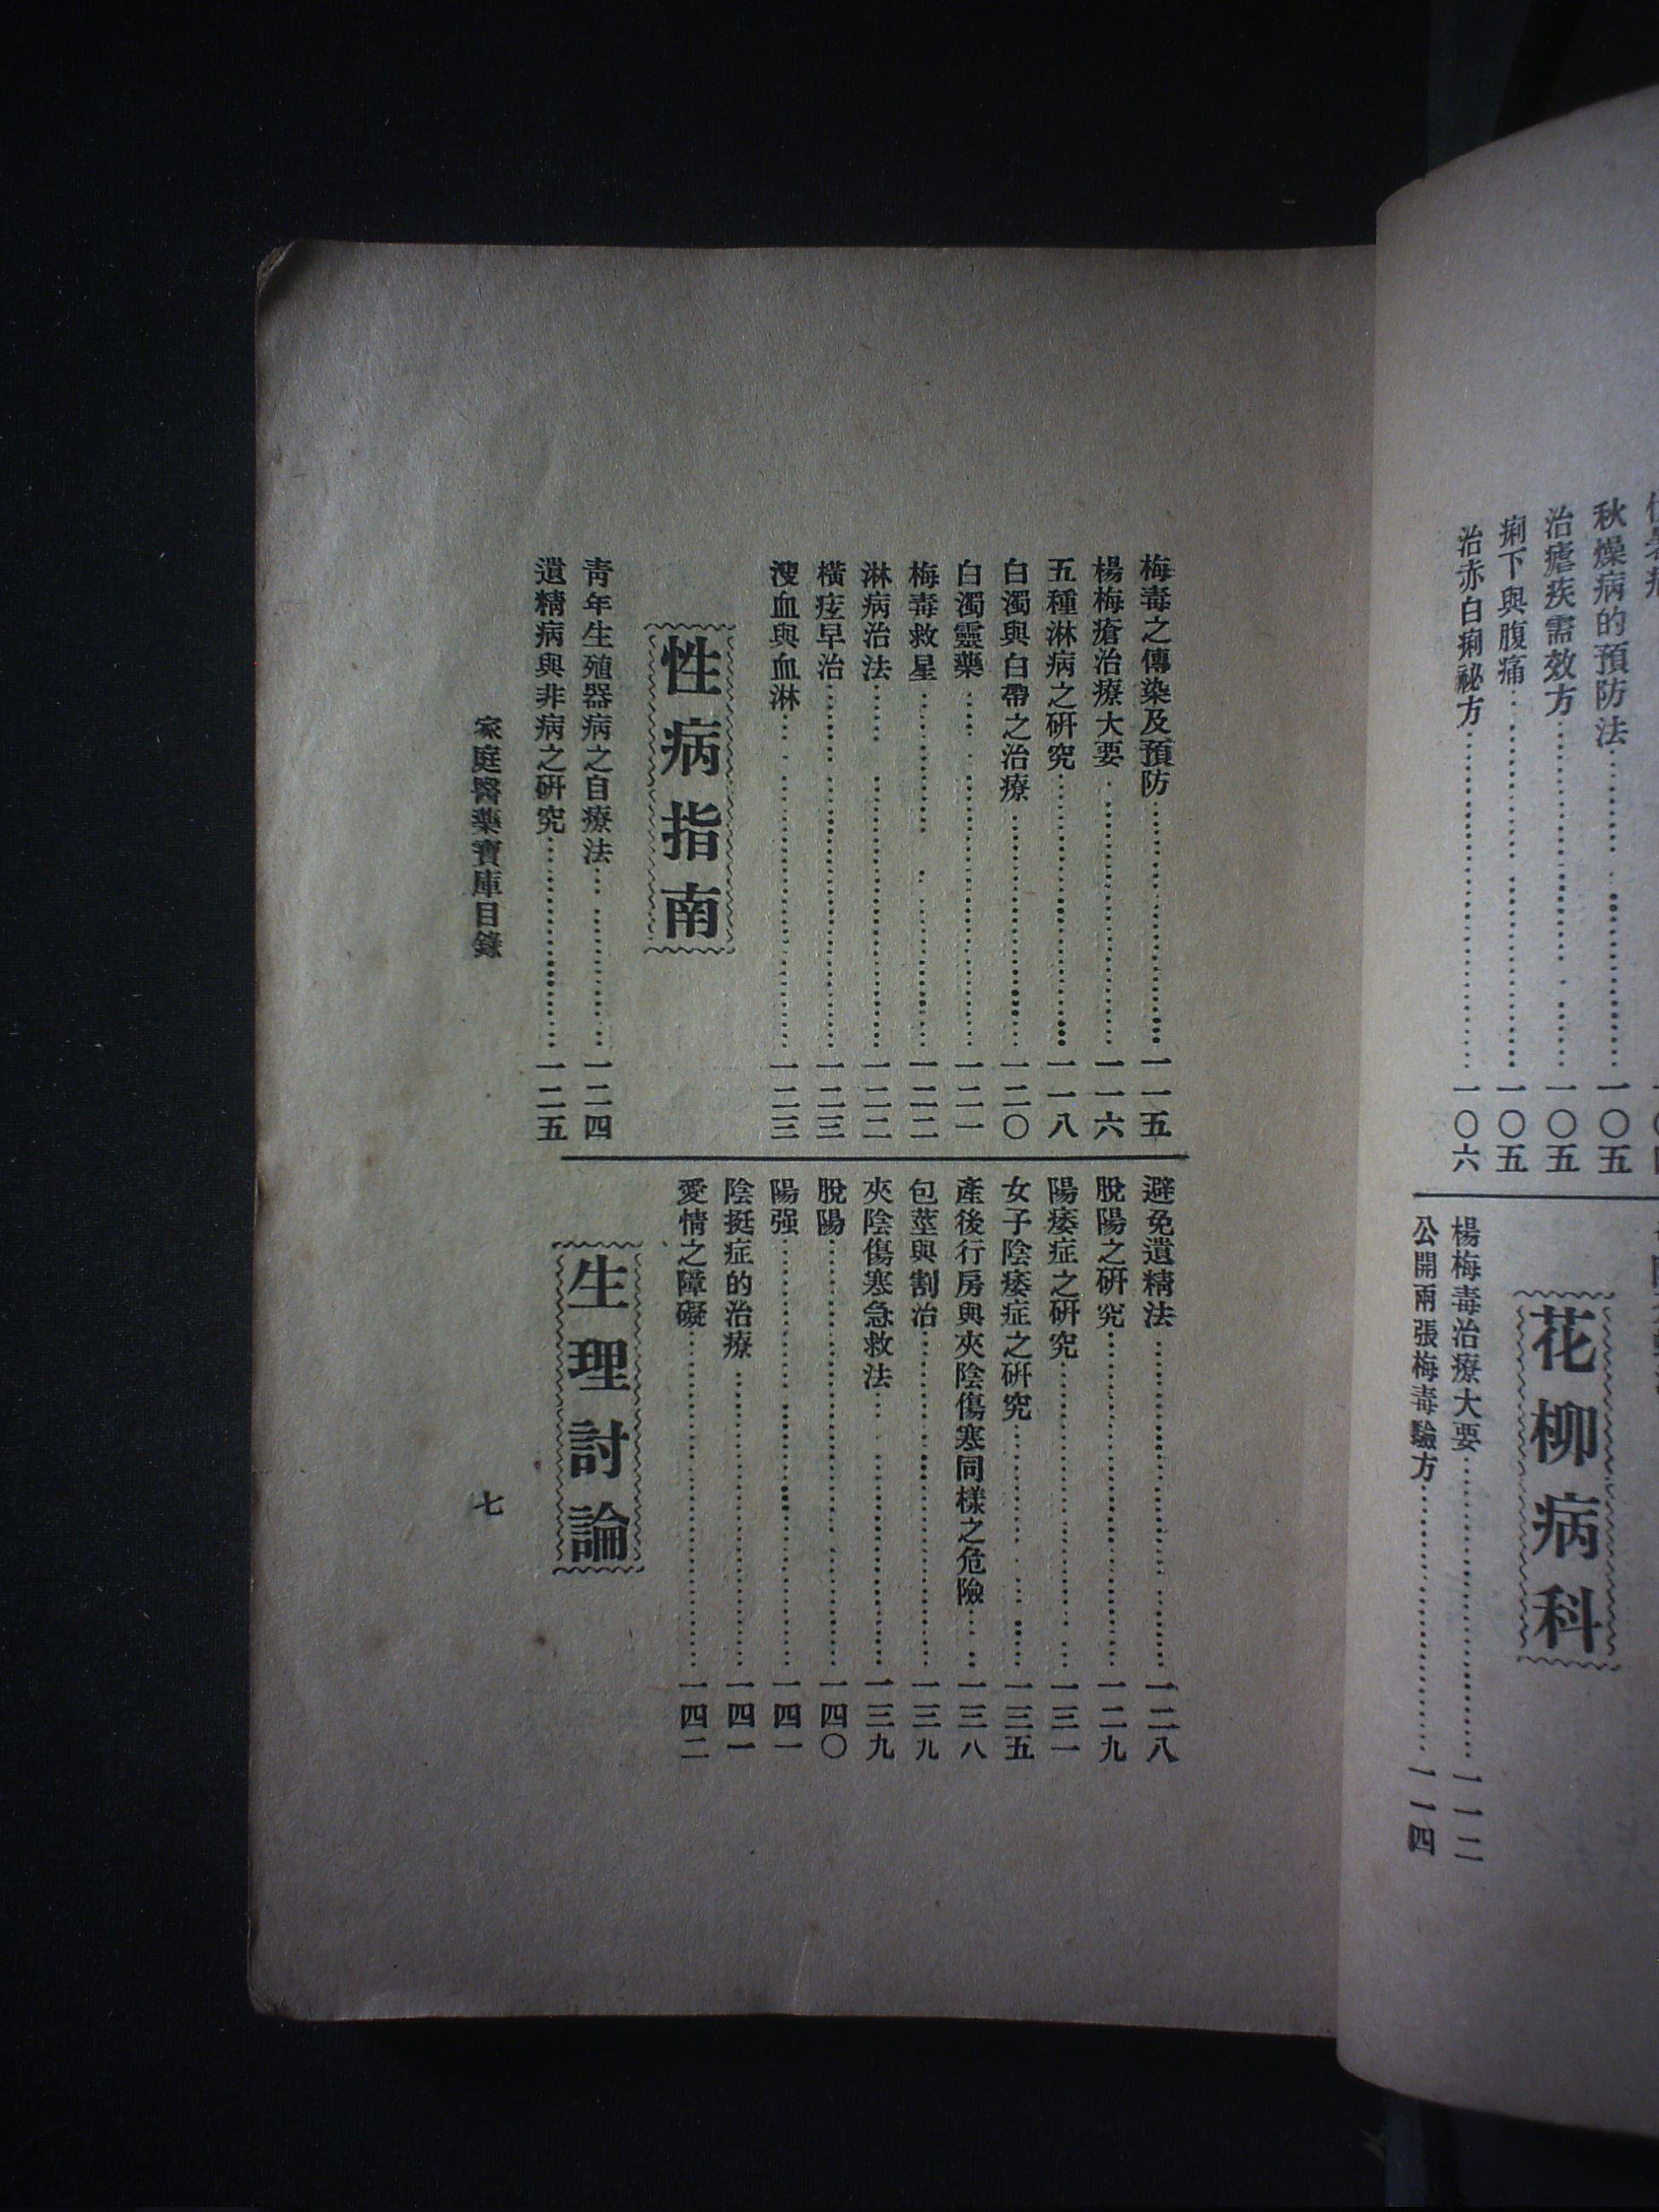 秋燥病的預防法……一〇五
治瘧疾需效方……一〇五
痢下與腹痛……一〇五
治赤白痢祕方……一〇六
花柳病科
楊梅毒治療大要……一一二
公開兩張梅毒驗方……一一四
梅毒之傳染及預防……一一五
楊梅瘡治療大要……一一六
五種淋病之研究……一一八
白濁與白帶之治療……一二〇
白濁靈藥……一二一
梅毒救星……一二二
淋病治法……一二二
橫痃早治……一二三
溲血與血淋……一二三
性病指南
青年生殖器病之自療法……一二四
遺精病與非病之研究……一二五
避免遺精法……一二八
脫陽之研究……一二九
陽痿症之研究……一三一
女子陰痿症之研究……一三五
產後行房與夾陰傷寒同樣之危險……一三八
包莖與割治……一三九
夾陰傷寒急救法……一三九
脫陽……一四〇
陽强……一四一
陰挺症的治療……一四一
愛情之障礙……一四二
生理討論
家庭醫藥寶庫目錄
七